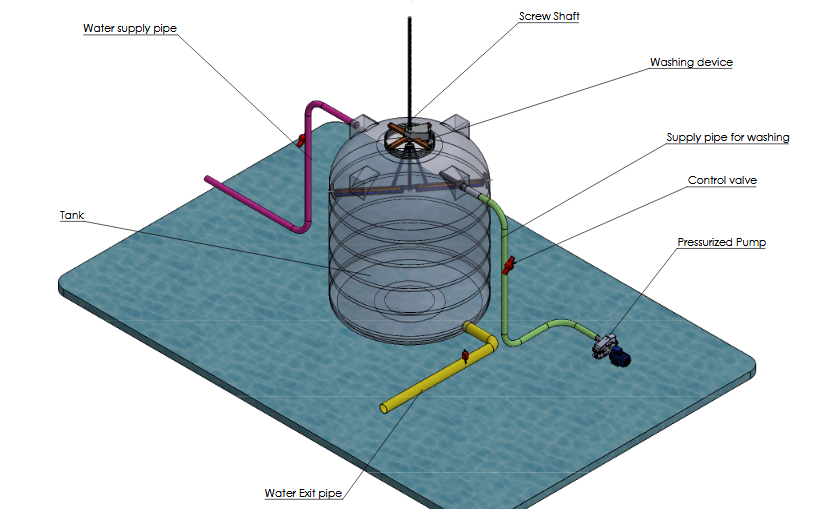 Screw Shaft
Water supply pipe
Washing device
Supply pipe for washing
Control valve
Tank
Pressurized Pump
Water Exit pipe